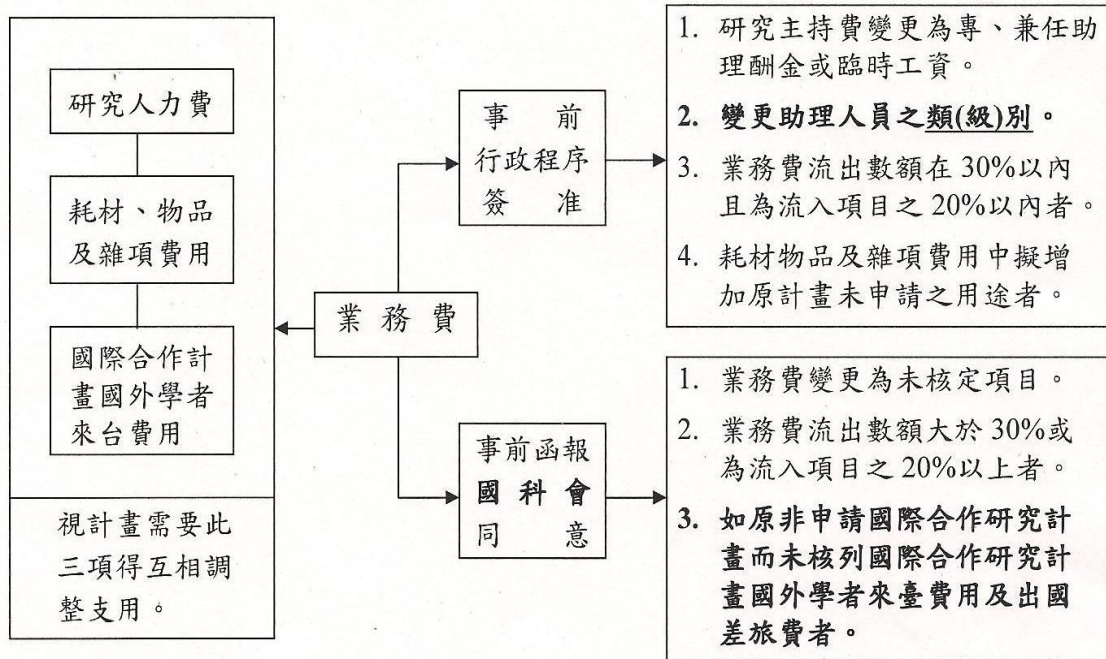 研究人力費
耗材、物品
及雜項費用
國際合作計
畫國外學者
來台費用
視計畫需要此
三項得互相調
整支用。
業務費
事前
行政程序
簽准
1. 研究主持費變更為專、兼任助
理酬金或臨時工資。
2. 變更助理人員之類(級)別。
3. 業務費流出數額在 30%以內
且為流入項目之 20%以內者。
4. 耗材物品及雜項費用中擬增
加原計畫未申請之用途者。
事前函報
國科會
同意
1. 業務費變更為未核定項目。
2. 業務費流出數額大於 30%或
為流入項目之 20%以上者。
3. 如原非申請國際合作研究計
畫而未核列國際合作研究計
畫國外學者來臺費用及出國
差旅費者。